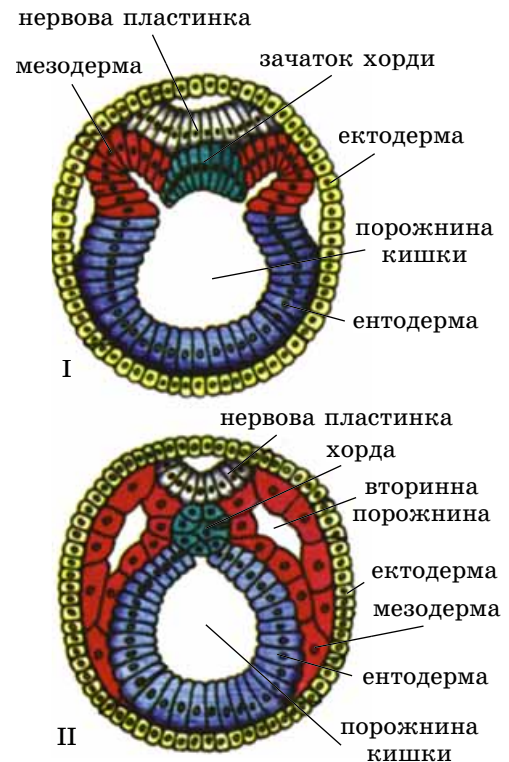 нервова пластинка
зачаток хорди
мезодерма
ектодерма
порожнина
кишки
ентодерма
I
нервова пластинка
хорда
вторинна
порожнина
ектодерма
мезодерма
ентодерма
порожнина
кишки
II